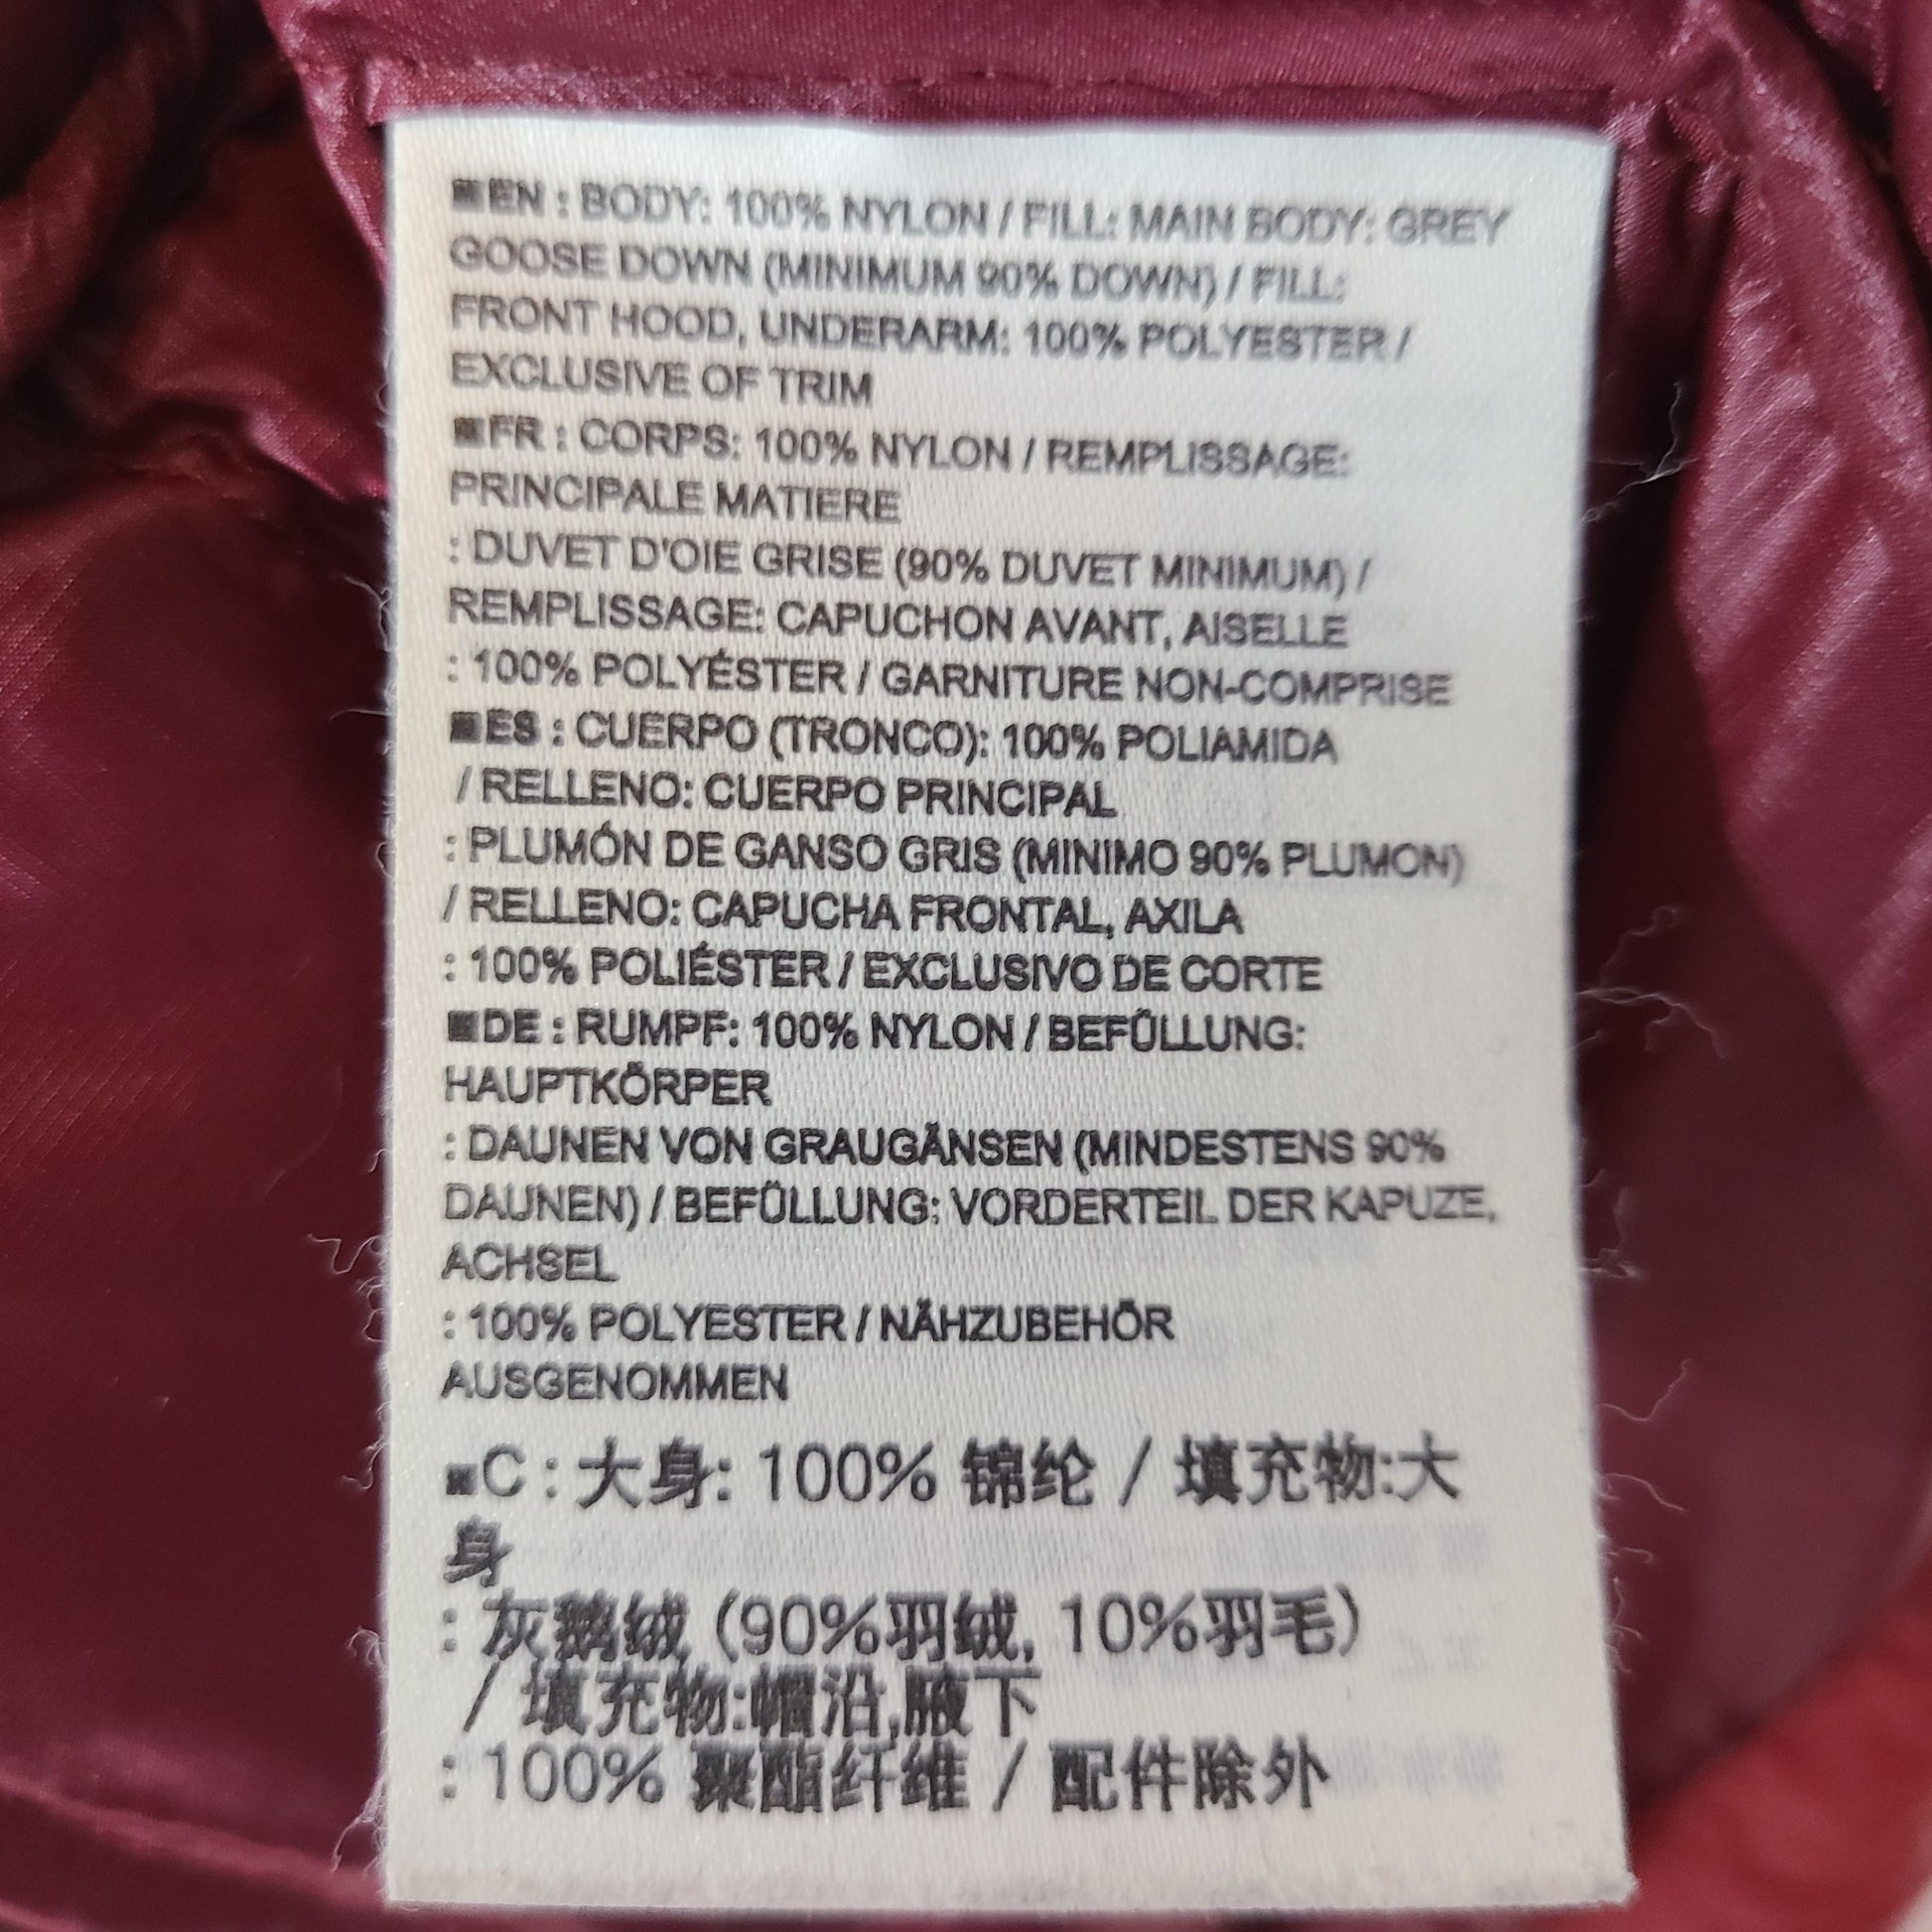 ■EN : BODY: 100% NYLON / FILL: MAIN BODY: GREY
GOOSE DOWN (MINIMUM 90% DOWN) / FILL:
FRONT HOOD, UNDERARM: 100% POLYESTER /
EXCLUSIVE OF TRIM
■FR : CORPS: 100% NYLON / REMPLISSAGE:
PRINCIPALE MATIERE
: DUVET D'OIE GRISE (90% DUVET MINIMUM) /
REMPLISSAGE: CAPUCHON AVANT, AISELLE
: 100% POLYÉSTER / GARNITURE NON-COMPRISE
■ES : CUERPO (TRONCO): 100% POLIAMIDA
/ RELLENO: CUERPO PRINCIPAL
: PLUMÓN DE GANSO GRIS (MINIMO 90% PLUMON)
/ RELLENO: CAPUCHA FRONTAL, AXILA
: 100% POLIÉSTER / EXCLUSIVO DE CORTE
■DE : RUMPF: 100% NYLON / BEFÜLLUNG:
HAUPTKÖRPER
: DAUNEN VON GRAUGÄNSEN (MINDESTENS 90%
DAUNEN) / BEFÜLLUNG: VORDERTEIL DER KAPUZE,
ACHSEL
: 100% POLYESTER / NÄHZUBEHÖR
AUSGENOMMEN
■C : 大身: 100% 锦纶 / 填充物:大
身
: 灰鹅绒 (90%羽绒, 10%羽毛)
/ 填充物:帽沿,腋下
: 100% 聚酯纤维 / 配件除外